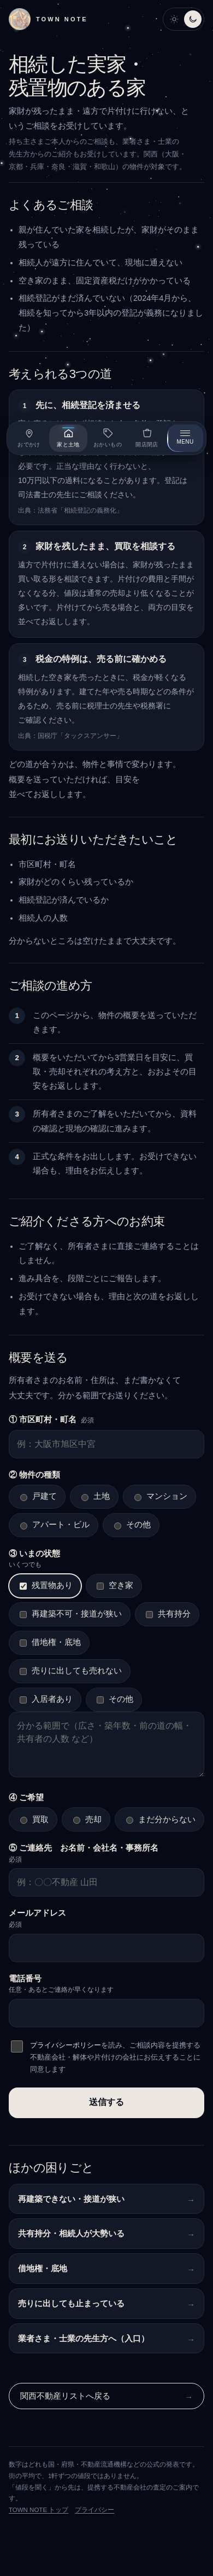 TOWN NOTE
相続した実家・
残置物のある家
家財が残ったまま・遠方で片付けに行けない、と
いうご相談をお受けしています。
持ち主さまご本人からのご相談も、業者さま・士業の
先生方からのご紹介もお受けしています。関西（大阪・
京都・兵庫・奈良・滋賀・和歌山）の物件が対象です。
よくあるご相談
親が住んでいた家を相続したが、家財がそのまま
残っている
相続人が遠方に住んでいて、現地に通えない
空き家のまま、固定資産税だけがかかっている
相続登記がまだ済んでいない（2024年4月から、
相続を知ってから3年以内の登記が義務になりまし
た）
考えられる3つの道
1 先に、相続登記を済ませる
おでかけ
家と土地
おかいもの
開店閉店
MENU
必要です。正当な理由なく行わないと、
10万円以下の過料になることがあります。登記は
司法書士の先生にご相談ください。
出典：法務省「相続登記の義務化」
2 家財を残したまま、買取を相談する
遠方で片付けに通えない場合は、家財が残ったまま
買い取る形を相談できます。片付けの費用と手間が
なくなる分、値段は通常の売却より低くなることが
多いです。片付けてから売る場合と、両方の目安を
並べてお返しします。
3 税金の特例は、売る前に確かめる
相続した空き家を売ったときに、税金が軽くなる
特例があります。建てた年や売る時期などの条件が
あるため、売る前に税理士の先生や税務署に
ご確認ください。
出典：国税庁「タックスアンサー」
どの道が合うかは、物件と事情で変わります。
概要を送っていただければ、目安を
並べてお返しします。
最初にお送りいただきたいこと
市区町村・町名
家財がどのくらい残っているか
相続登記が済んでいるか
相続人の人数
分からないところは空けたままで大丈夫です。
ご相談の進め方
1 このページから、物件の概要を送っていただ
きます。
2 概要をいただいてから3営業日を目安に、買
取・売却それぞれの考え方と、おおよその目
安をお返しします。
3 所有者さまのご了解をいただいてから、資料
の確認と現地の確認に進みます。
4 正式な条件をお出しします。お受けできない
場合も、理由をお伝えします。
ご紹介くださる方へのお約束
ご了解なく、所有者さまに直接ご連絡することは
しません。
進み具合を、段階ごとにご報告します。
お受けできない場合も、理由と次の道をお返しし
ます。
概要を送る
所有者さまのお名前・住所は、まだ書かなくて
大丈夫です。分かる範囲でお送りください。
① 市区町村・町名 必須
例：大阪市旭区中宮
② 物件の種類
戸建て 土地 マンション
アパート・ビル その他
③ いまの状態
いくつでも
残置物あり 空き家
再建築不可・接道が狭い 共有持分
借地権・底地
売りに出しても売れない
入居者あり その他
分かる範囲で（広さ・築年数・前の道の幅・
共有者の人数 など）
④ ご希望
買取 売却 まだ分からない
⑤ ご連絡先 お名前・会社名・事務所名
必須
例：〇〇不動産 山田
メールアドレス
必須
電話番号
任意・あるとご連絡が早くなります
プライバシーポリシーを読み、ご相談内容を提携する
不動産会社・解体や片付けの会社にお伝えすることに
同意します
送信する
ほかの困りごと
再建築できない・接道が狭い →
共有持分・相続人が大勢いる →
借地権・底地 →
売りに出しても止まっている →
業者さま・士業の先生方へ（入口） →
関西不動産リストへ戻る →
数字はどれも国・府県・不動産流通機構などの公式の発表です。
街の平均で、1軒ずつの値段ではありません。
「値段を聞く」から先は、提携する不動産会社の査定のご案内で
す。
TOWN NOTE トップ プライバシー